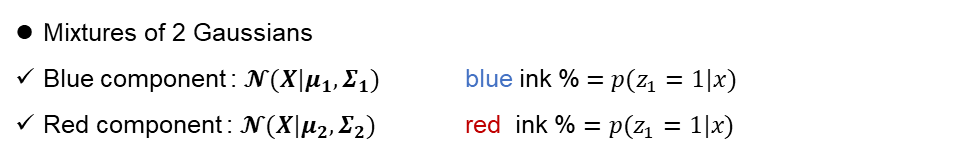 ● Mixtures of 2 Gaussians
✓ Blue component : 𝓝(X|μ₁, Σ₁) blue ink % = p(z₁ = 1|x)
✓ Red component : 𝓝(X|μ₂, Σ₂) red ink % = p(z₁ = 1|x)